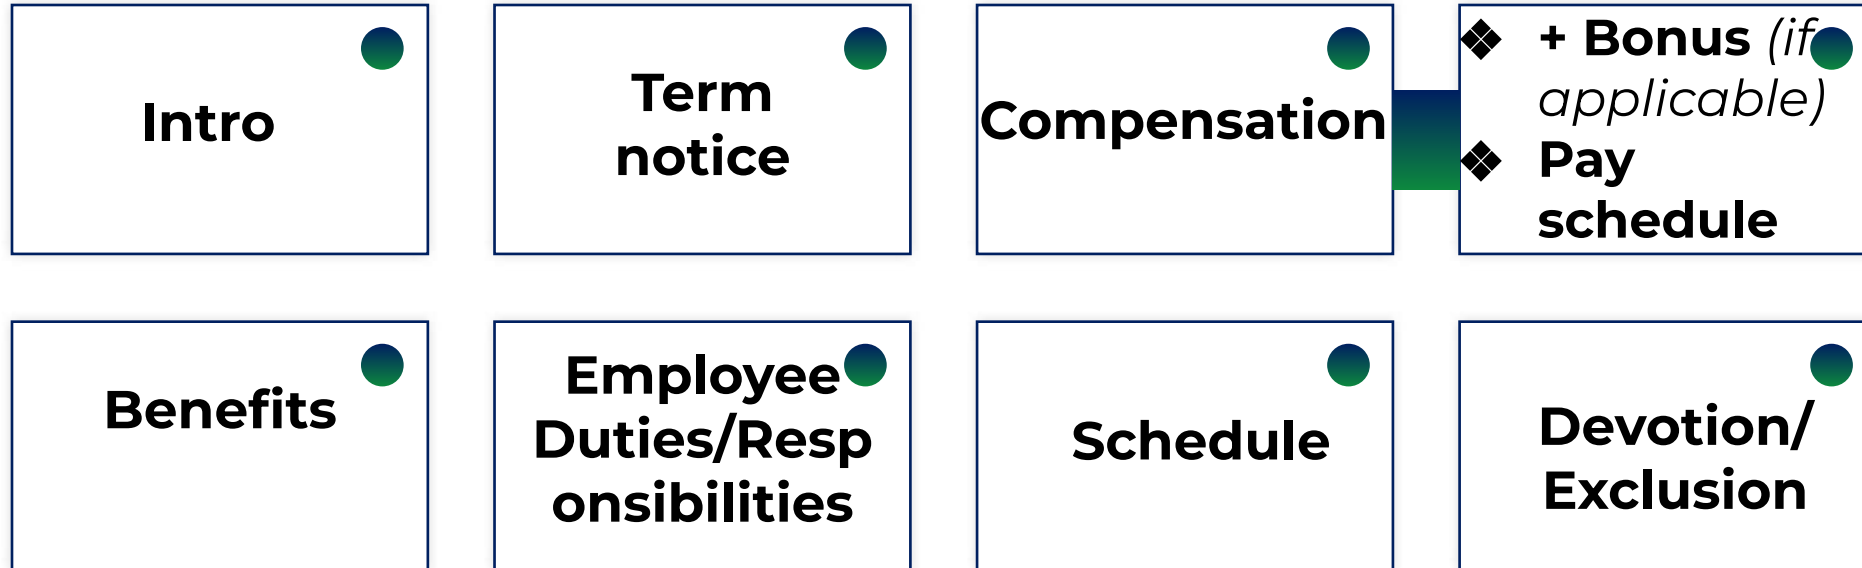 Intro
Term
notice
Compensation
❖ + Bonus (if
applicable)
❖ Pay
schedule
Benefits
Employee
Duties/Resp
onsibilities
Schedule
Devotion/
Exclusion